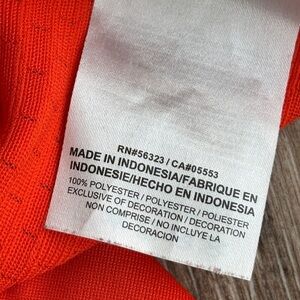 RN#56323 / CA#05553
MADE IN INDONESIA/FABRIQUE EN
INDONESIE/HECHO EN INDONESIA
100% POLYESTER / POLYESTER / POLIESTER
EXCLUSIVE OF DECORATION / DECORATION
NON COMPRISE / NO INCLUYE LA
DECORACION